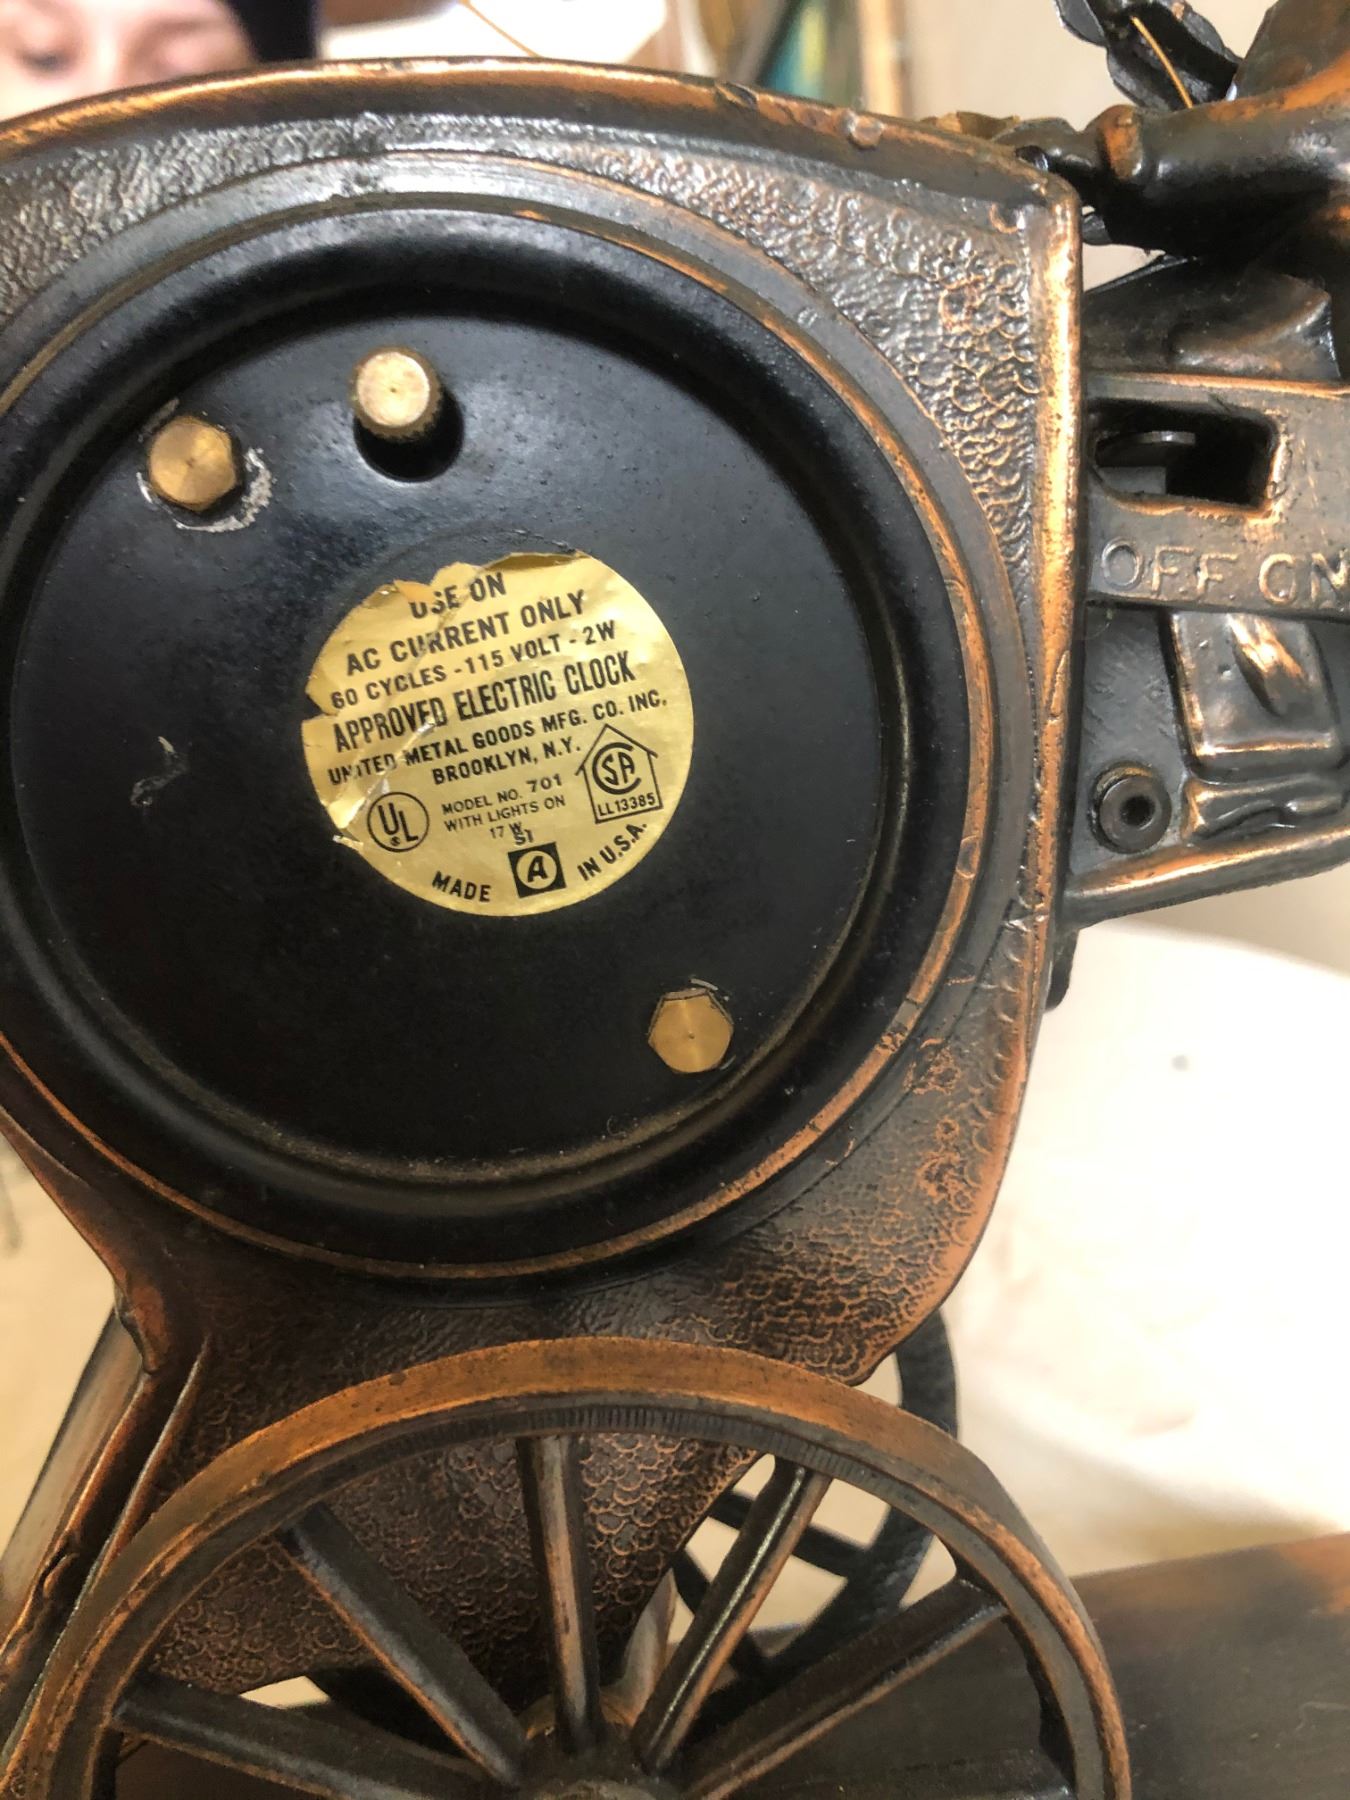 USE ON
AC CURRENT ONLY
60 CYCLES - 115 VOLT - 2W
APPROVED ELECTRIC CLOCK
UNITED METAL GOODS MFG. CO. INC.
BROOKLYN, N.Y.
UL
®
MODEL NO. 701
WITH LIGHTS ON
17 W
SA
LL13385
MADE
A
IN U.S.A.
OFF ON